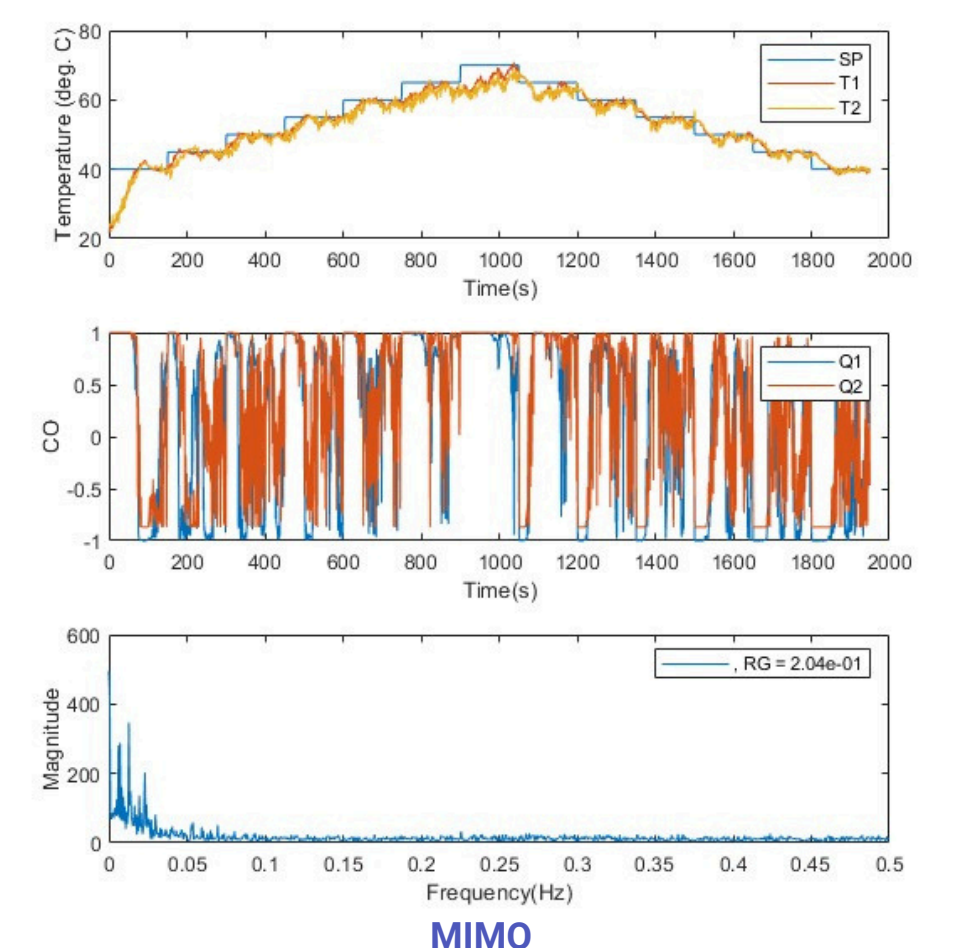 80
60
40
20
Temperature (deg. C)
SP
T1
T2
0 200 400 600 800 1000 1200 1400 1600 1800 2000
Time(s)
1
0.5
0
-0.5
-1
CO
Q1
Q2
0 200 400 600 800 1000 1200 1400 1600 1800 2000
Time(s)
600
400
200
0
Magnitude
, RG = 2.04e-01
0 0.05 0.1 0.15 0.2 0.25 0.3 0.35 0.4 0.45 0.5
Frequency(Hz)
MIMO